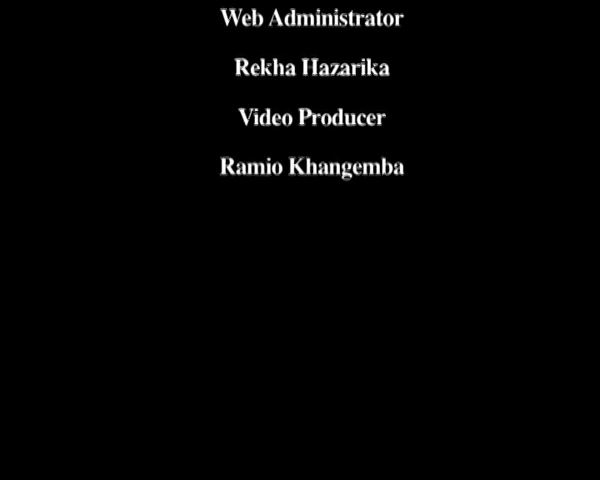 Web Administrator
Rekha Hazarika
Video Producer
Ramio Khangemba